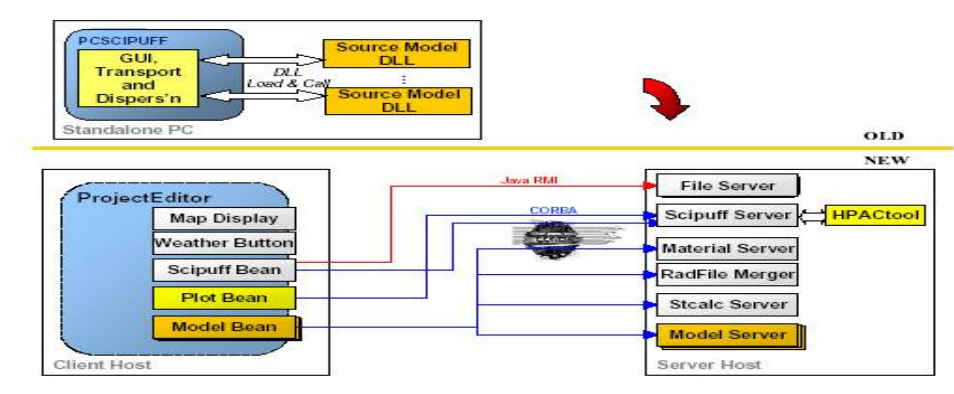 PCSCIPUFF
GUI,
Transport
and
Dispers'n
DLL
Load & Call
Source Model
DLL
Source Model
DLL
Standalone PC
OLD
NEW
ProjectEditor
Map Display
Weather Button
Scipuff Bean
Plot Bean
Model Bean
Client Host
Java RMI
CORBA
File Server
Scipuff Server
HPACtool
Material Server
RadFile Merger
Stcalc Server
Model Server
Server Host